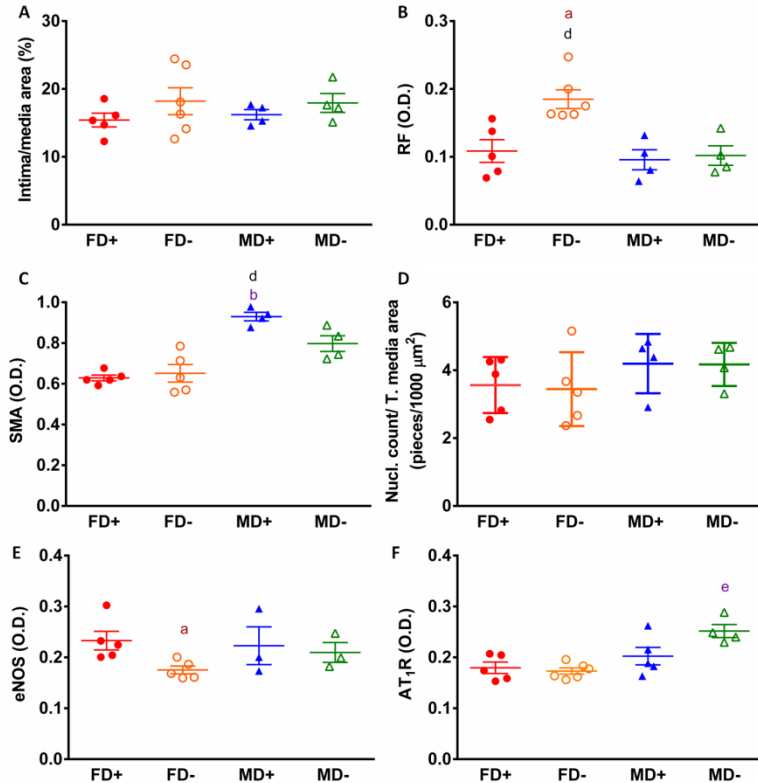 A
Intima/media area (%)
30
20
10
0
FD+ FD- MD+ MD-
B
a
d
RF (O.D.)
0.3
0.2
0.1
0.0
FD+ FD- MD+ MD-
C
d
b
SMA (O.D.)
1.0
0.8
0.6
0.4
0.2
0.0
FD+ FD- MD+ MD-
D
Nucl. count/ T. media area
(pieces/1000 μm²)
6
4
2
0
FD+ FD- MD+ MD-
E
a
eNOS (O.D.)
0.4
0.3
0.2
0.1
0.0
FD+ FD- MD+ MD-
F
e
AT₁R (O.D.)
0.4
0.3
0.2
0.1
0.0
FD+ FD- MD+ MD-